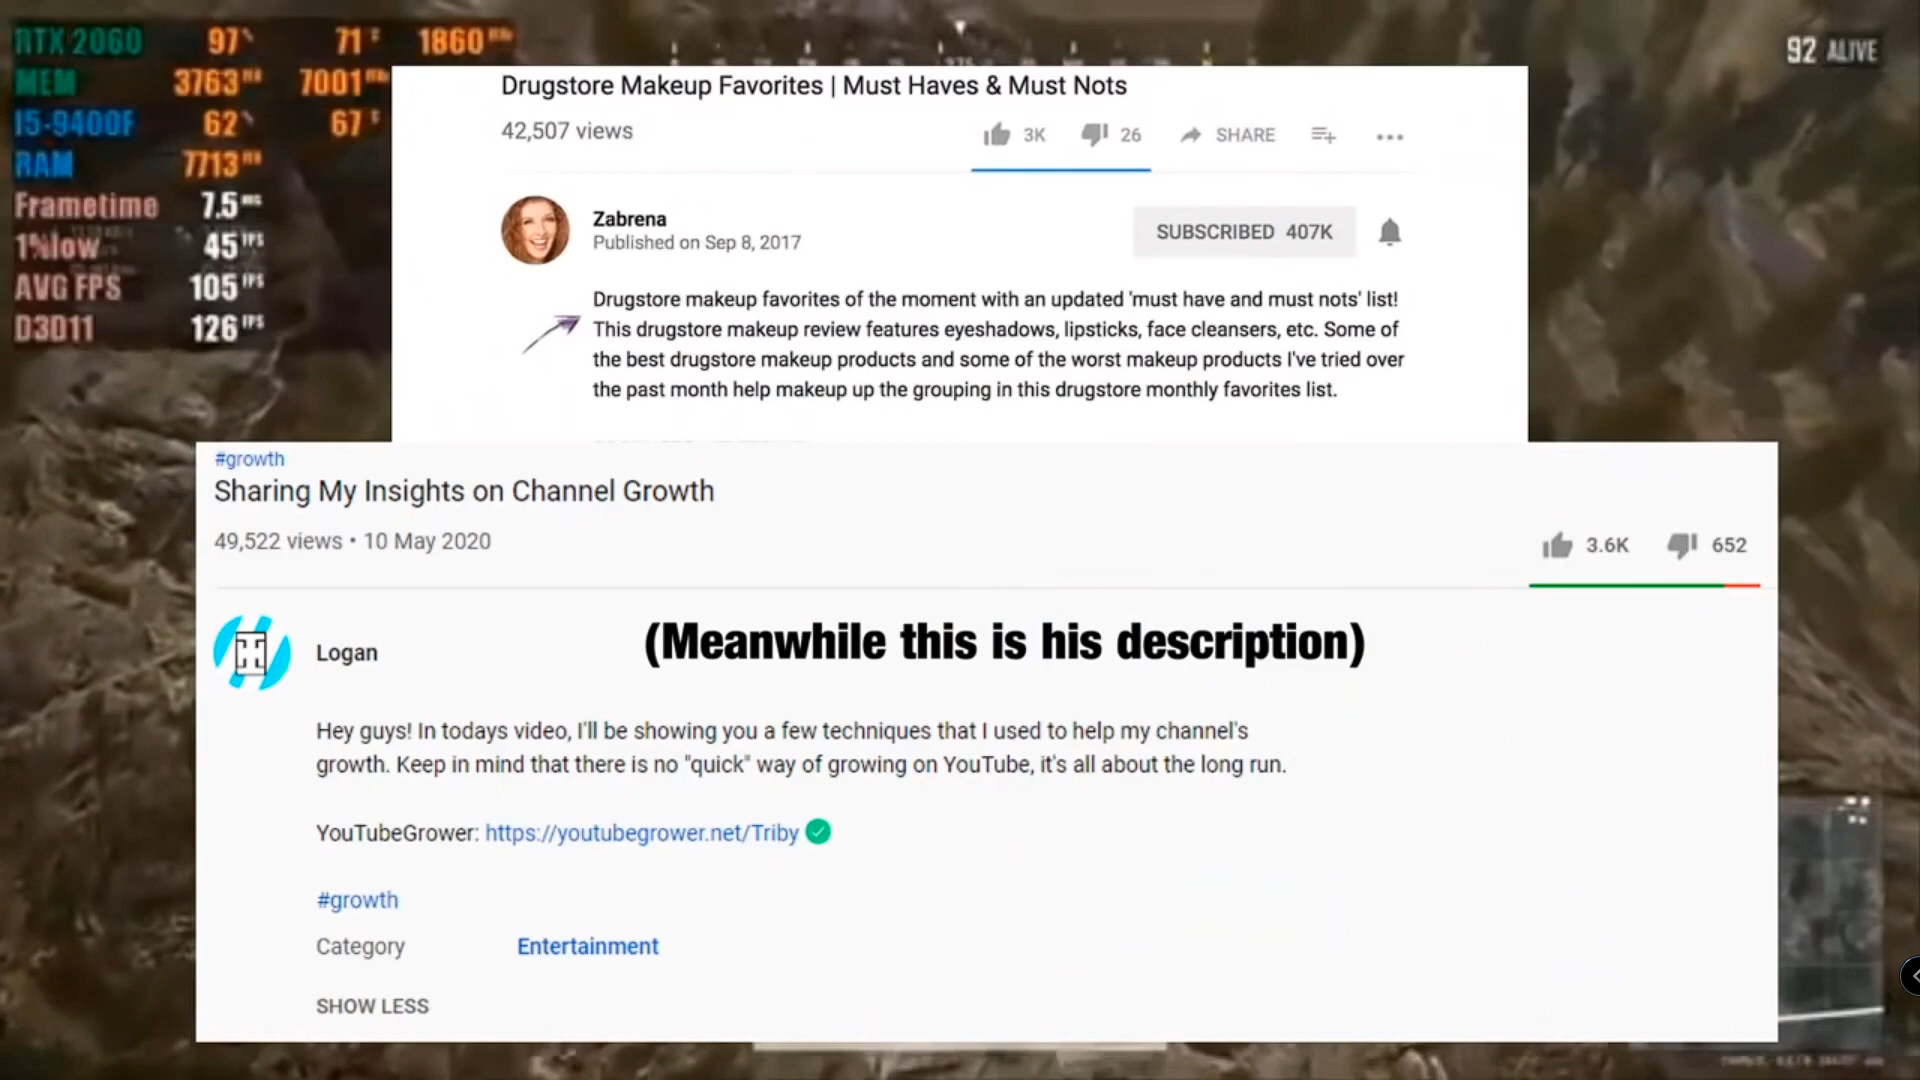 RTX 2060 97% 71 1860
MEM 3763 7001
I5-9400F 62% 67
RAM 7713
Frametime 7.5 ms
1%low 45 FPS
AVG FPS 105 FPS
D3D11 126 FPS
92 ALIVE
Drugstore Makeup Favorites | Must Haves & Must Nots
42,507 views
3K 26 SHARE
Zabrena
Published on Sep 8, 2017
SUBSCRIBED 407K
Drugstore makeup favorites of the moment with an updated 'must have and must nots' list!
This drugstore makeup review features eyeshadows, lipsticks, face cleansers, etc. Some of
the best drugstore makeup products and some of the worst makeup products I've tried over
the past month help makeup up the grouping in this drugstore monthly favorites list.
#growth
Sharing My Insights on Channel Growth
49,522 views • 10 May 2020
3.6K 652
Logan
(Meanwhile this is his description)
Hey guys! In todays video, I'll be showing you a few techniques that I used to help my channel's
growth. Keep in mind that there is no "quick" way of growing on YouTube, it's all about the long run.
YouTubeGrower: https://youtubegrower.net/Triby
#growth
Category Entertainment
SHOW LESS